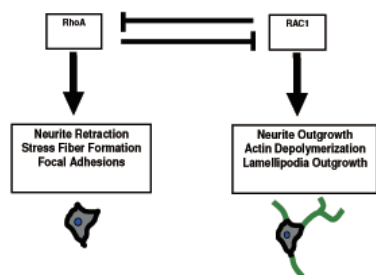 RhoA
RAC1
Neurite Retraction
Stress Fiber Formation
Focal Adhesions
Neurite Outgrowth
Actin Depolymerization
Lamellipodia Outgrowth